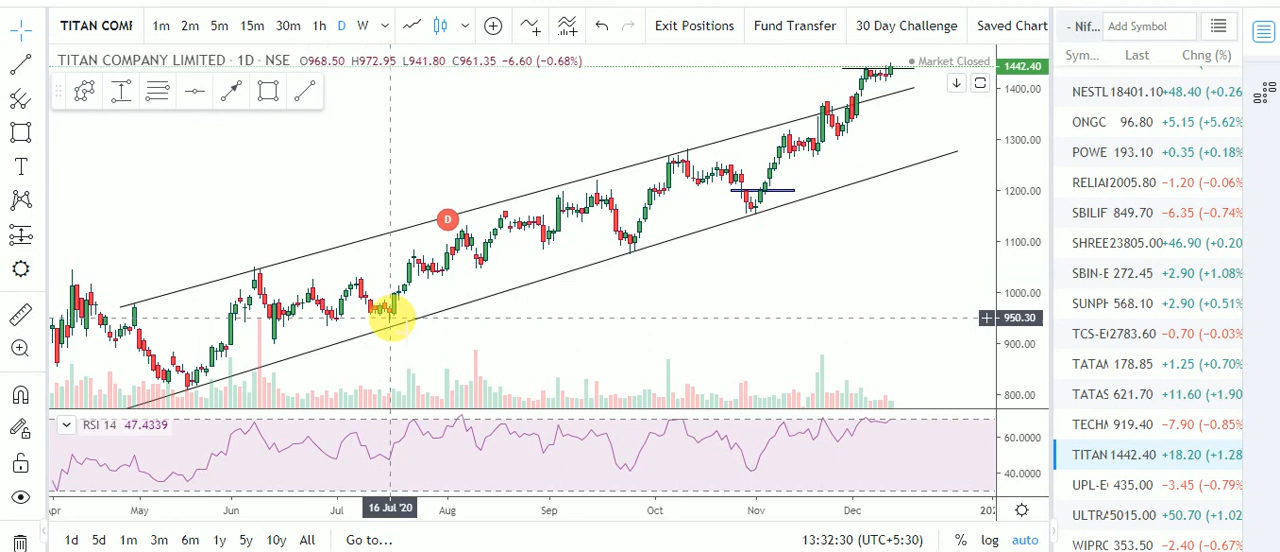 TITAN COMF 1m 2m 5m 15m 30m 1h D W Exit Positions Fund Transfer 30 Day Challenge Saved Chart - Nif... Add Symbol
TITAN COMPANY LIMITED · 1D · NSE O968.50 H972.95 L941.80 C961.35 -6.60 (-0.68%) Market Closed
Sym... Last Chng (%)
1442.40
1400.00
1300.00
1200.00
1100.00
1000.00
950.30
900.00
800.00
D
RSI 14 47.4339
60.0000
40.0000
Apr May Jun Jul 16 Jul '20 Aug Sep Oct Nov Dec 202
1d 5d 1m 3m 6m 1y 5y 10y All Go to... 13:32:30 (UTC+5:30) % log auto
NESTL 18401.10 +48.40 (+0.26
ONGC 96.80 +5.15 (+5.62%
POWE 193.10 +0.35 (+0.18%
RELIAI 2005.80 -1.20 (-0.06%
SBILIF 849.70 -6.35 (-0.74%
SHREE 23805.00 +46.90 (+0.20
SBIN-E 272.45 +2.90 (+1.08%
SUNPH 568.10 +2.90 (+0.51%
TCS-E 2783.60 -0.70 (-0.03%
TATAM 178.85 +1.25 (+0.70%
TATAS 621.70 +11.60 (+1.90
TECHM 919.40 -7.90 (-0.85%
TITAN 1442.40 +18.20 (+1.28
UPL-E 435.00 -3.45 (-0.79%
ULTRA 5015.00 +50.70 (+1.02
WIPRC 353.50 -2.40 (-0.67%